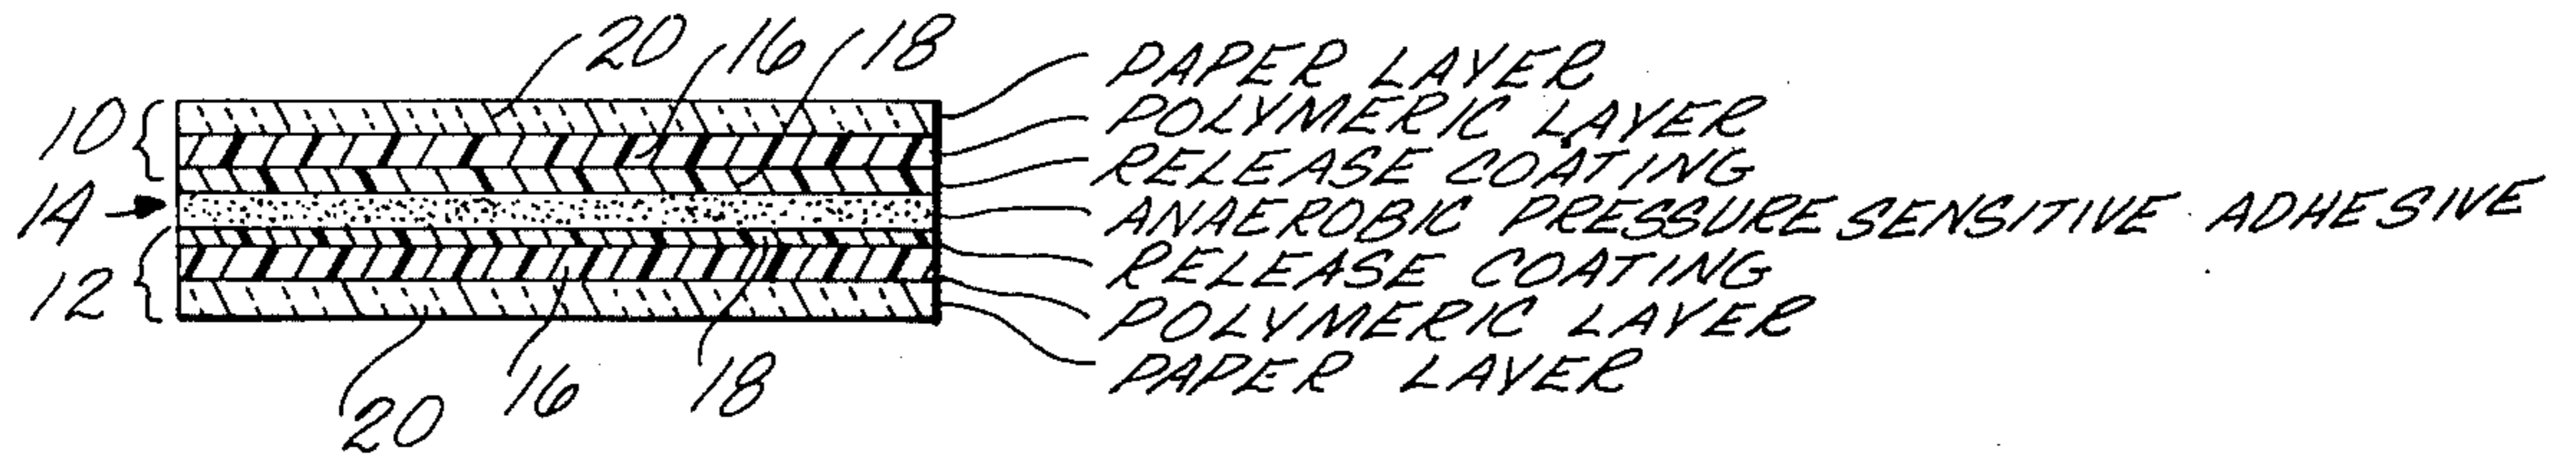 20 16 18
PAPER LAYER
10 POLYMERIC LAYER
RELEASE COATING
14 ANAEROBIC PRESSURE SENSITIVE ADHESIVE
RELEASE COATING
12 POLYMERIC LAYER
PAPER LAYER
20 16 18